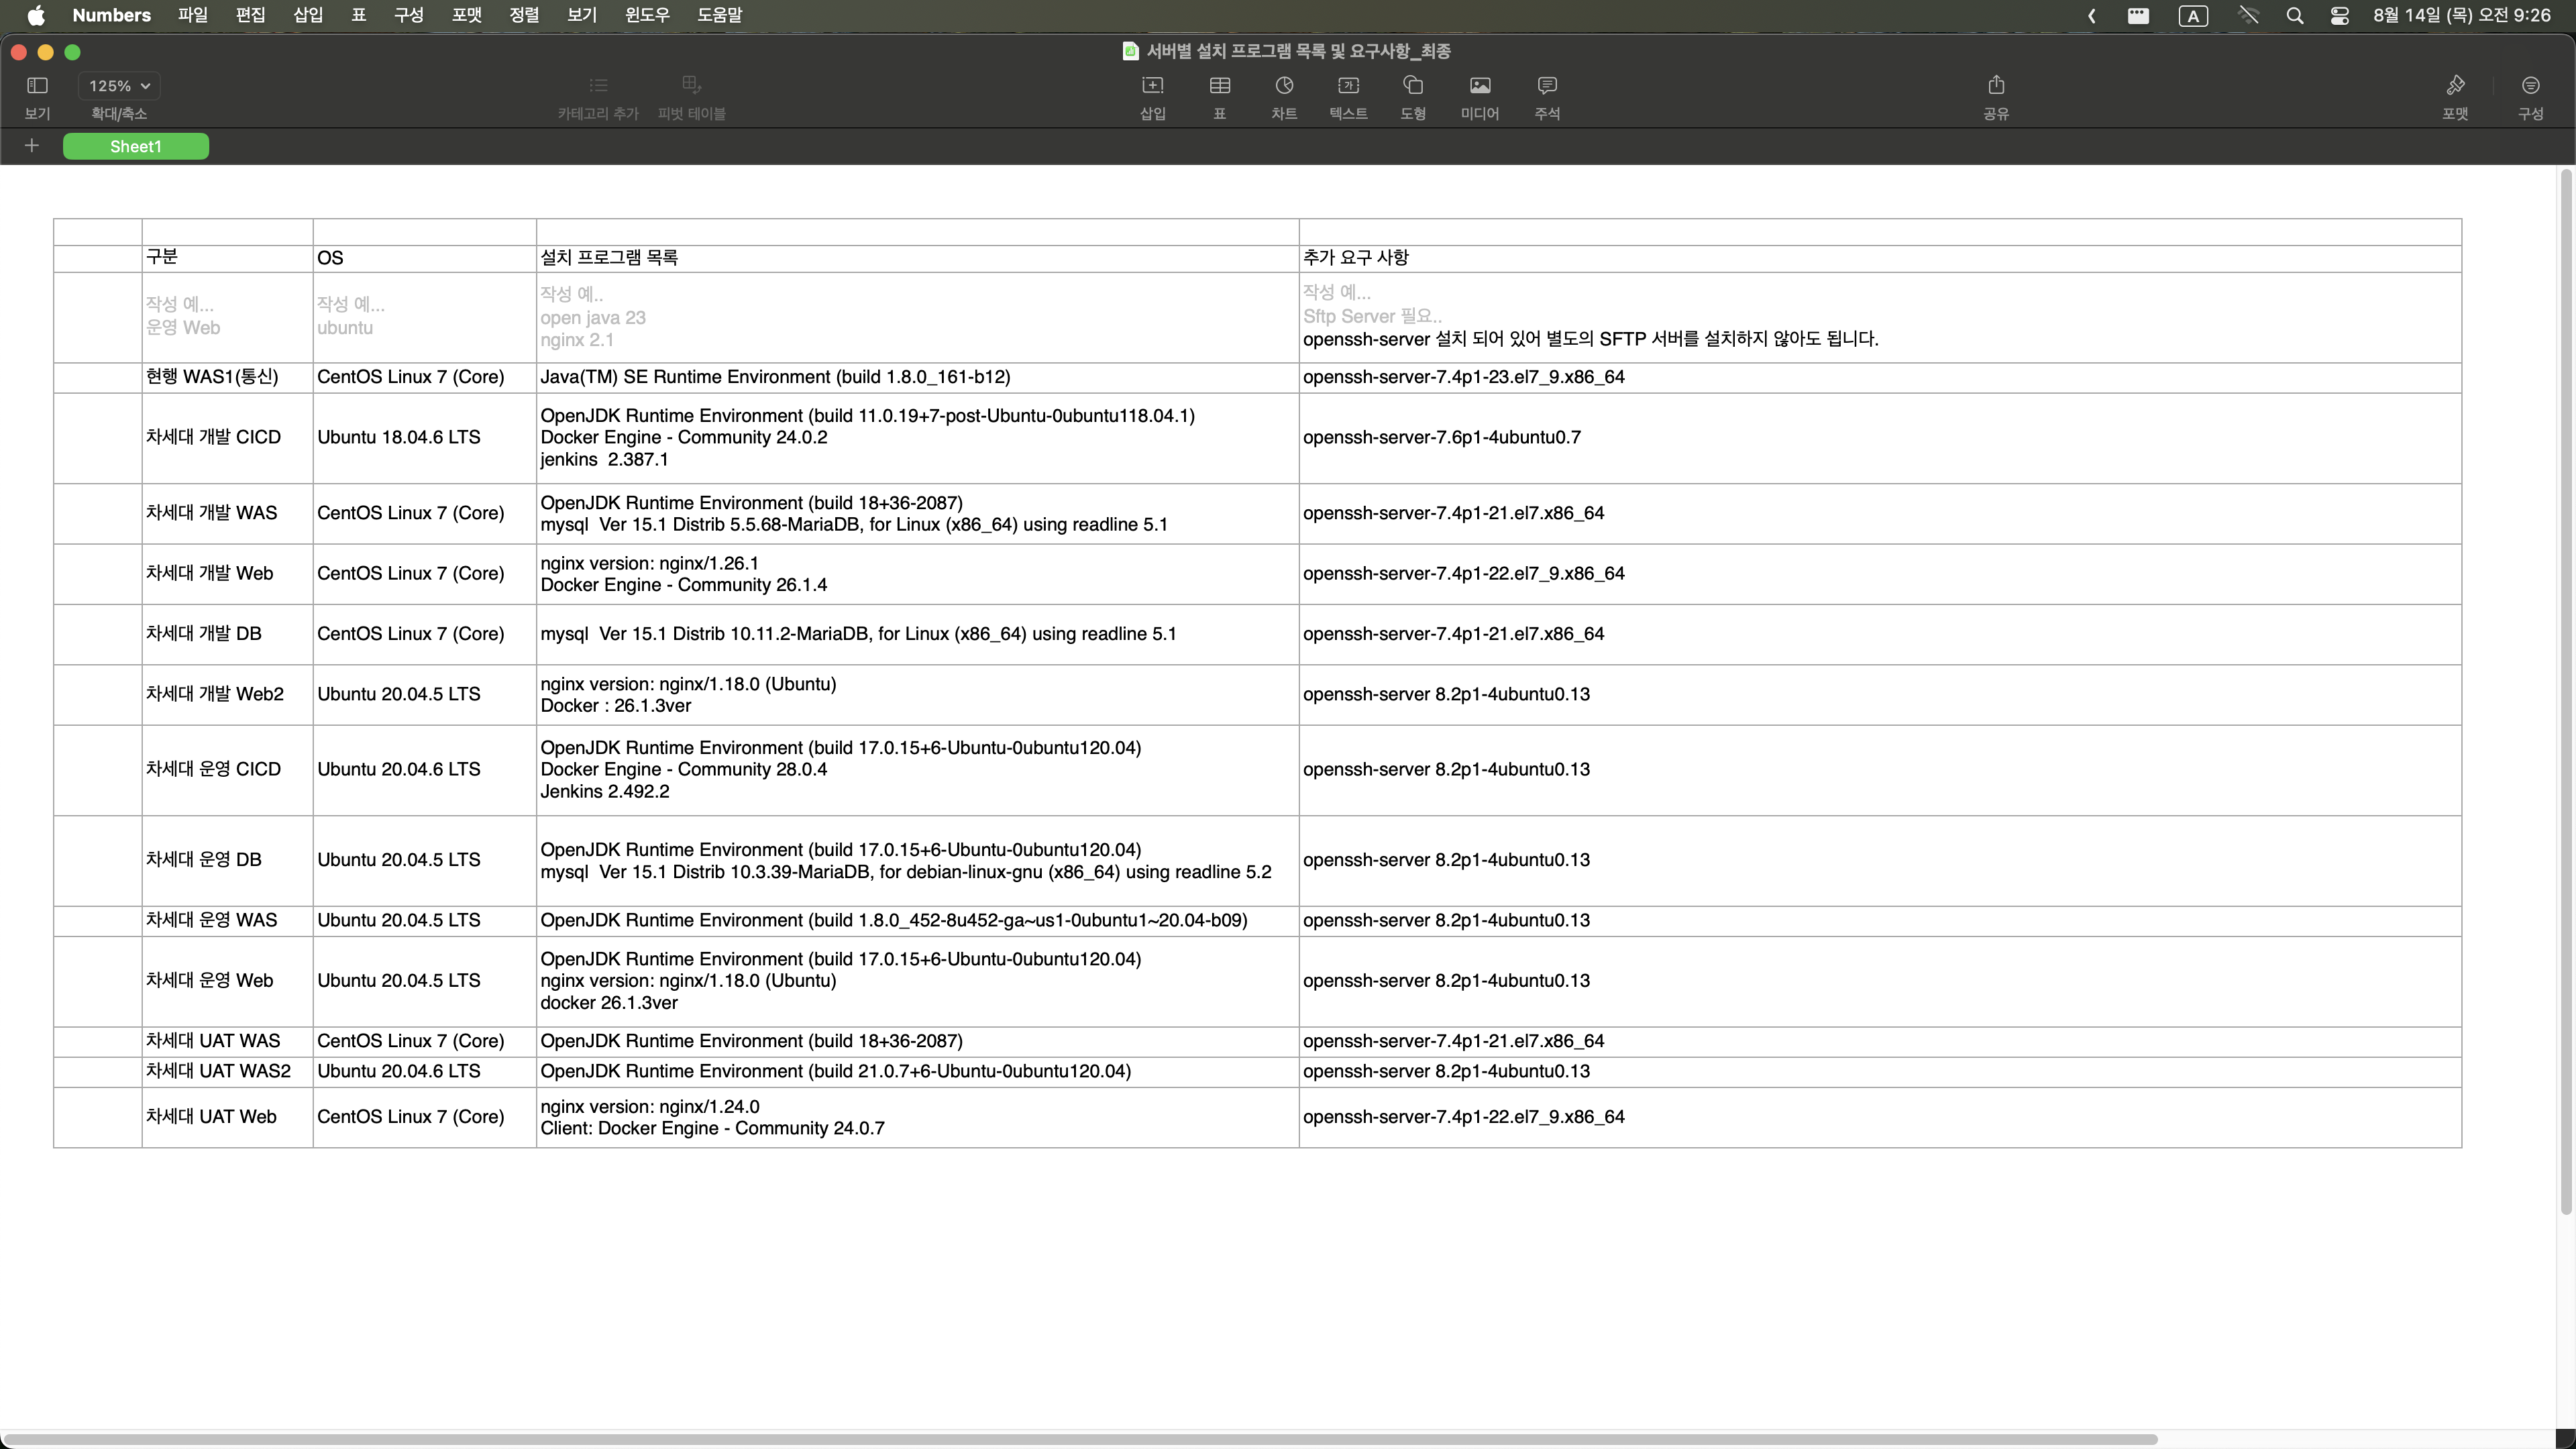 Numbers 파일 편집 삽입 표 구성 포맷 정렬 보기 윈도우 도움말 A 8월 14일 (목) 오전 9:26
서버별 설치 프로그램 목록 및 요구사항_최종
125%
보기 확대/축소 카테고리 추가 피벗 테이블 삽입 표 차트 텍스트 도형 미디어 주석 공유 포맷 구성
Sheet1
구분 OS 설치 프로그램 목록 추가 요구 사항
작성 예...
운영 Web
작성 예...
ubuntu
작성 예..
open java 23
nginx 2.1
작성 예...
Sftp Server 필요..
openssh-server 설치 되어 있어 별도의 SFTP 서버를 설치하지 않아도 됩니다.
현행 WAS1(통신) CentOS Linux 7 (Core) Java(TM) SE Runtime Environment (build 1.8.0_161-b12) openssh-server-7.4p1-23.el7_9.x86_64
차세대 개발 CICD
Ubuntu 18.04.6 LTS
OpenJDK Runtime Environment (build 11.0.19+7-post-Ubuntu-0ubuntu118.04.1)
Docker Engine - Community 24.0.2
jenkins  2.387.1
openssh-server-7.6p1-4ubuntu0.7
차세대 개발 WAS
CentOS Linux 7 (Core)
OpenJDK Runtime Environment (build 18+36-2087)
mysql  Ver 15.1 Distrib 5.5.68-MariaDB, for Linux (x86_64) using readline 5.1
openssh-server-7.4p1-21.el7.x86_64
차세대 개발 Web
CentOS Linux 7 (Core)
nginx version: nginx/1.26.1
Docker Engine - Community 26.1.4
openssh-server-7.4p1-22.el7_9.x86_64
차세대 개발 DB CentOS Linux 7 (Core) mysql  Ver 15.1 Distrib 10.11.2-MariaDB, for Linux (x86_64) using readline 5.1 openssh-server-7.4p1-21.el7.x86_64
차세대 개발 Web2
Ubuntu 20.04.5 LTS
nginx version: nginx/1.18.0 (Ubuntu)
Docker : 26.1.3ver
openssh-server 8.2p1-4ubuntu0.13
차세대 운영 CICD
Ubuntu 20.04.6 LTS
OpenJDK Runtime Environment (build 17.0.15+6-Ubuntu-0ubuntu120.04)
Docker Engine - Community 28.0.4
Jenkins 2.492.2
openssh-server 8.2p1-4ubuntu0.13
차세대 운영 DB
Ubuntu 20.04.5 LTS
OpenJDK Runtime Environment (build 17.0.15+6-Ubuntu-0ubuntu120.04)
mysql  Ver 15.1 Distrib 10.3.39-MariaDB, for debian-linux-gnu (x86_64) using readline 5.2
openssh-server 8.2p1-4ubuntu0.13
차세대 운영 WAS Ubuntu 20.04.5 LTS OpenJDK Runtime Environment (build 1.8.0_452-8u452-ga~us1-0ubuntu1~20.04-b09) openssh-server 8.2p1-4ubuntu0.13
차세대 운영 Web
Ubuntu 20.04.5 LTS
OpenJDK Runtime Environment (build 17.0.15+6-Ubuntu-0ubuntu120.04)
nginx version: nginx/1.18.0 (Ubuntu)
docker 26.1.3ver
openssh-server 8.2p1-4ubuntu0.13
차세대 UAT WAS CentOS Linux 7 (Core) OpenJDK Runtime Environment (build 18+36-2087) openssh-server-7.4p1-21.el7.x86_64
차세대 UAT WAS2 Ubuntu 20.04.6 LTS OpenJDK Runtime Environment (build 21.0.7+6-Ubuntu-0ubuntu120.04) openssh-server 8.2p1-4ubuntu0.13
차세대 UAT Web
CentOS Linux 7 (Core)
nginx version: nginx/1.24.0
Client: Docker Engine - Community 24.0.7
openssh-server-7.4p1-22.el7_9.x86_64